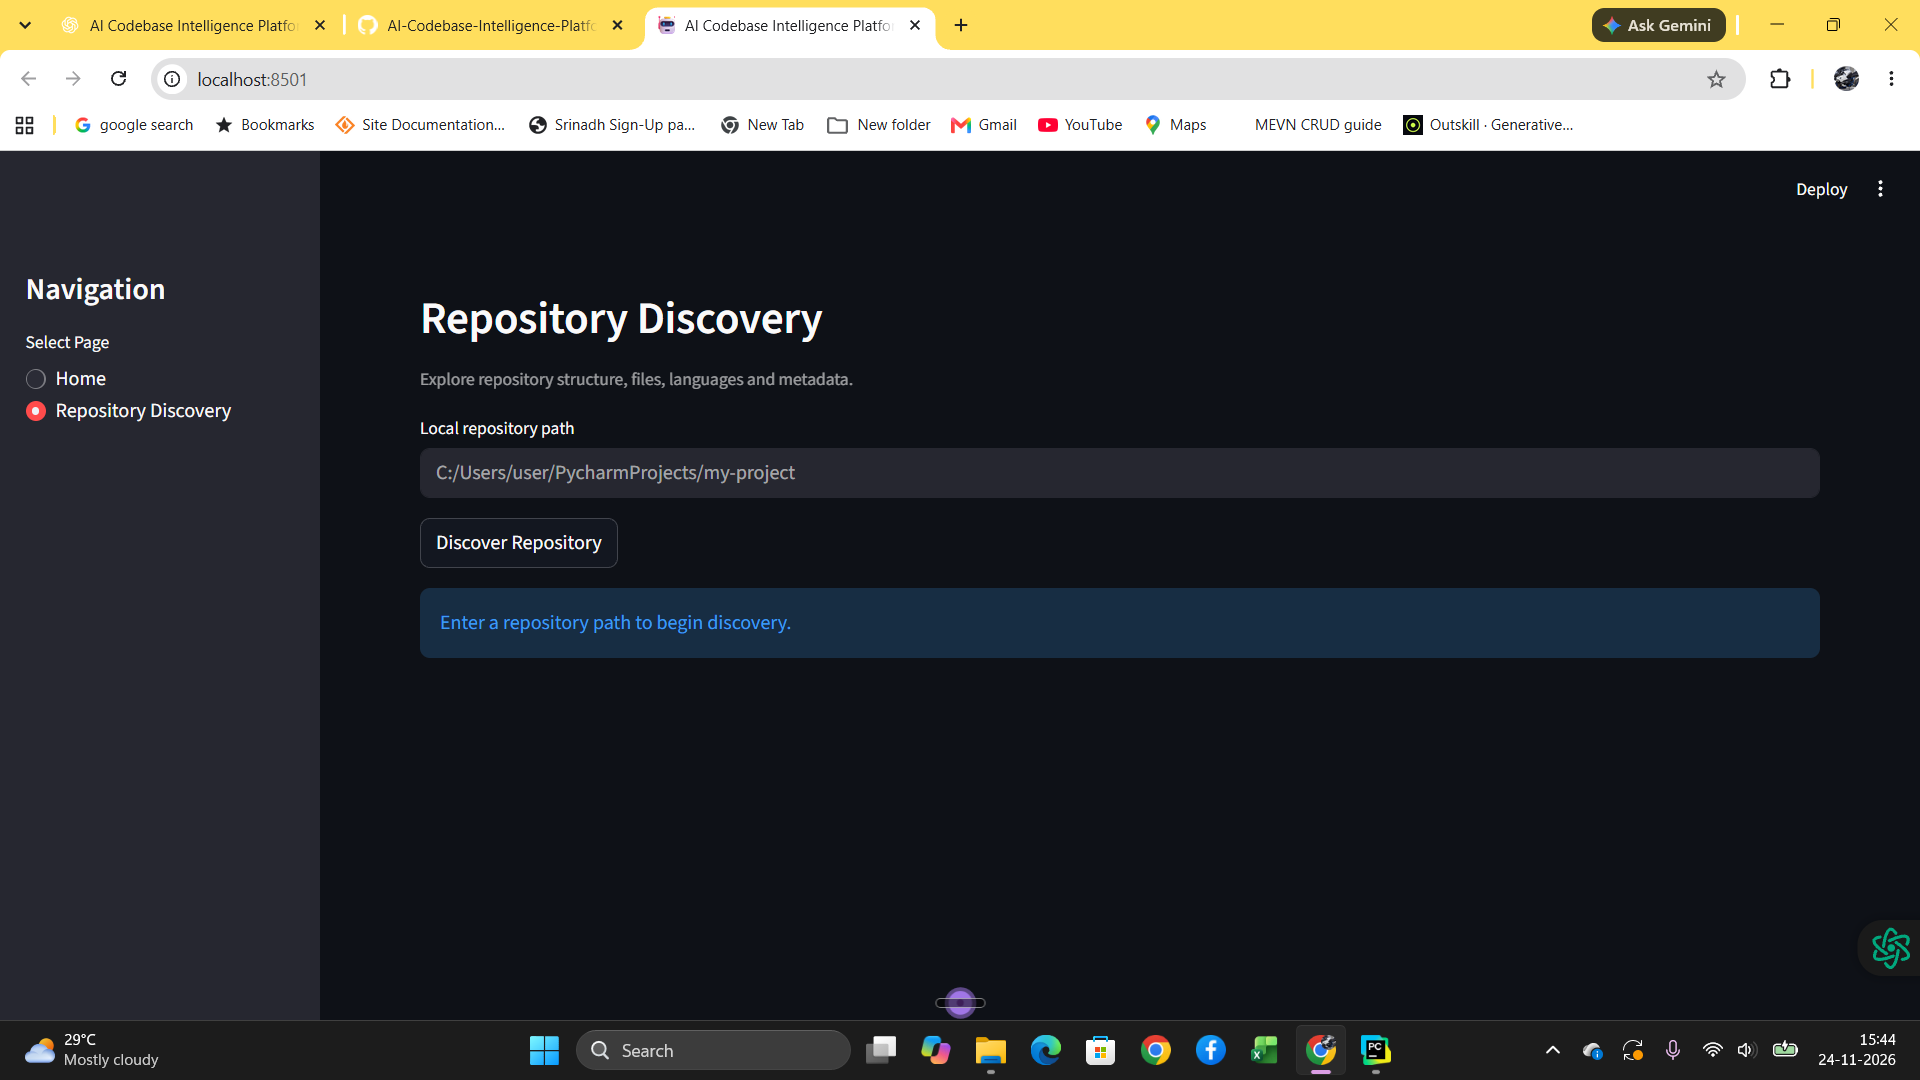 AI Codebase Intelligence Platfo
AI-Codebase-Intelligence-Platfo
AI Codebase Intelligence Platfo
Ask Gemini
localhost:8501
google search
Bookmarks
Site Documentation...
Srinadh Sign-Up pa...
New Tab
New folder
Gmail
YouTube
Maps
MEVN CRUD guide
Outskill · Generative...
Deploy
Navigation
Select Page
Home
Repository Discovery
Repository Discovery
Explore repository structure, files, languages and metadata.
Local repository path
C:/Users/user/PycharmProjects/my-project
Discover Repository
Enter a repository path to begin discovery.
29°C
Mostly cloudy
Search
PC
15:44
24-11-2026